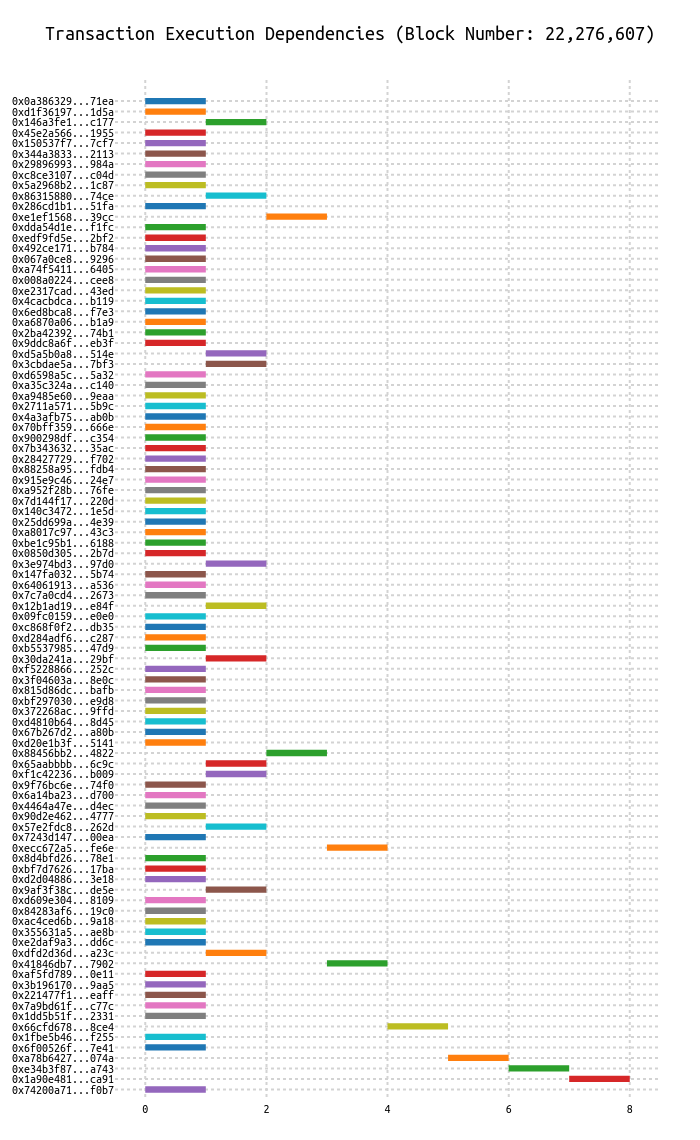 Transaction Execution Dependencies (Block Number: 22,276,607)
0x0a386329...71ea
0xd1f36197...1d5a
0x146a3fe1...c177
0x45e2a566...1955
0x150537f7...7cf7
0x344a3833...2113
0x29896993...984a
0xc8ce3107...c04d
0x5a2968b2...1c87
0x86315880...74ce
0x286cd1b1...51fa
0xe1ef1568...39cc
0xdda54d1e...f1fc
0xedf9fd5e...2bf2
0x492ce171...b784
0x067a0ce8...9296
0xa74f5411...6405
0x008a0224...cee8
0xe2317cad...43ed
0x4cacbdca...b119
0x6ed8bca8...f7e3
0xa6870a06...b1a9
0x2ba42392...74b1
0x9ddc8a6f...eb3f
0xd5a5b0a8...514e
0x3cbdae5a...7bf3
0xd6598a5c...5a32
0xa35c324a...c140
0xa9485e60...9eaa
0x2711a571...5b9c
0x4a3afb75...ab0b
0x70bff359...666e
0x900298df...c354
0x7b343632...35ac
0x28427729...f702
0x88258a95...fdb4
0x915e9c46...24e7
0xa952f28b...76fe
0x7d144f17...220d
0x140c3472...1e5d
0x25dd699a...4e39
0xa8017c97...43c3
0xbe1c95b1...6188
0x0850d305...2b7d
0x3e974bd3...97d0
0x147fa032...5b74
0x64061913...a536
0x7c7a0cd4...2673
0x12b1ad19...e84f
0x09fc0159...e0e0
0xc868f0f2...db35
0xd284adf6...c287
0xb5537985...47d9
0x30da241a...29bf
0xf5228866...252c
0x3f04603a...8e0c
0x815d86dc...bafb
0xbf297030...e9d8
0x372268ac...9ffd
0xd4810b64...8d45
0x67b267d2...a80b
0xd20e1b3f...5141
0x88456bb2...4822
0x65aabbbb...6c9c
0xf1c42236...b009
0x9f76bc6e...74f0
0x6a14ba23...d700
0x4464a47e...d4ec
0x90d2e462...4777
0x57e2fdc8...262d
0x7243d147...00ea
0xecc672a5...fe6e
0x8d4bfd26...78e1
0xbf7d7626...17ba
0xd2d04886...3e18
0x9af3f38c...de5e
0xd609e304...8109
0x84283af6...19c0
0xac4ced6b...9a18
0x355631a5...ae8b
0xe2daf9a3...dd6c
0xdfd2d36d...a23c
0x41846db7...7902
0xaf5fd789...0e11
0x3b196170...9aa5
0x221477f1...eaff
0x7a9bd61f...c77c
0x1dd5b51f...2331
0x66cfd678...8ce4
0x1fbe5b46...f255
0x6f00526f...7e41
0xa78b6427...074a
0xe34b3f87...a743
0x1a90e481...ca91
0x74200a71...f0b7
0 2 4 6 8